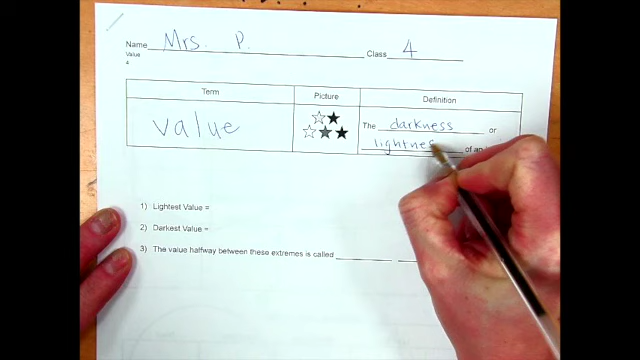 Name Mrs. P. Class 4
Value
&
Term Picture Definition
value The darkness or
lightnes of an
1) Lightest Value =
2) Darkest Value =
3) The value halfway between these extremes is called